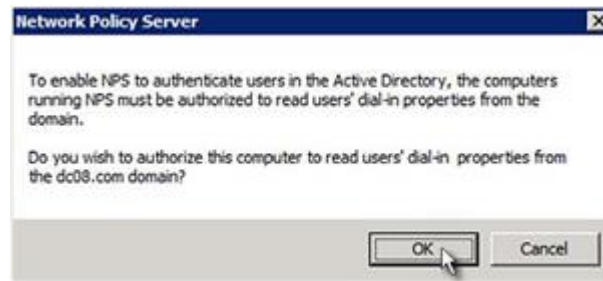 Network Policy Server
To enable NPS to authenticate users in the Active Directory, the computers
running NPS must be authorized to read users' dial-in properties from the
domain.
Do you wish to authorize this computer to read users' dial-in properties from
the dc08.com domain?
OK
Cancel